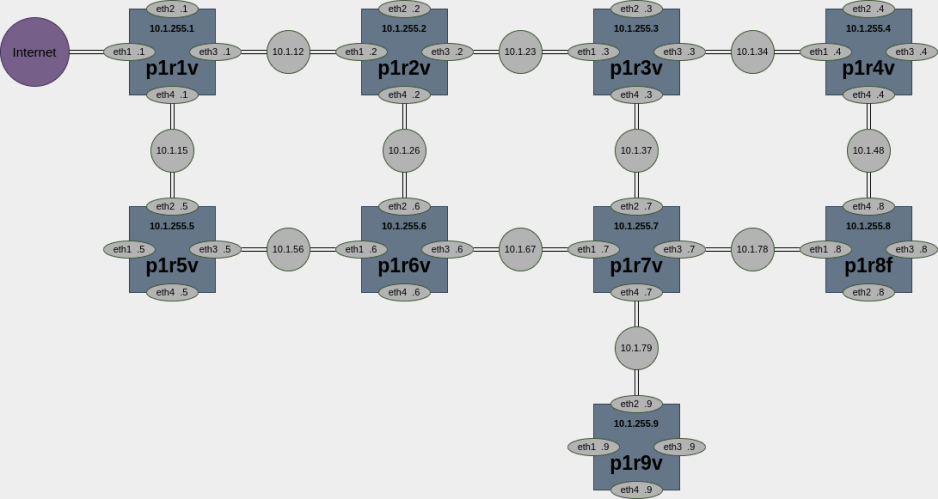 eth2 .1
10.1.255.1
eth1 .1
eth3 .1
p1r1v
eth4 .1
Internet
10.1.12
eth2 .2
10.1.255.2
eth1 .2
eth3 .2
p1r2v
eth4 .2
10.1.23
eth2 .3
10.1.255.3
eth1 .3
eth3 .3
p1r3v
eth4 .3
10.1.34
eth2 .4
10.1.255.4
eth1 .4
eth3 .4
p1r4v
eth4 .4
10.1.15
10.1.26
10.1.37
10.1.48
eth2 .5
10.1.255.5
eth1 .5
eth3 .5
p1r5v
eth4 .5
10.1.56
eth2 .6
10.1.255.6
eth1 .6
eth3 .6
p1r6v
eth4 .6
10.1.67
eth2 .7
10.1.255.7
eth1 .7
eth3 .7
p1r7v
eth4 .7
10.1.78
eth4 .8
10.1.255.8
eth1 .8
eth3 .8
p1r8f
eth2 .8
10.1.79
eth2 .9
10.1.255.9
eth1 .9
eth3 .9
p1r9v
eth4 .9